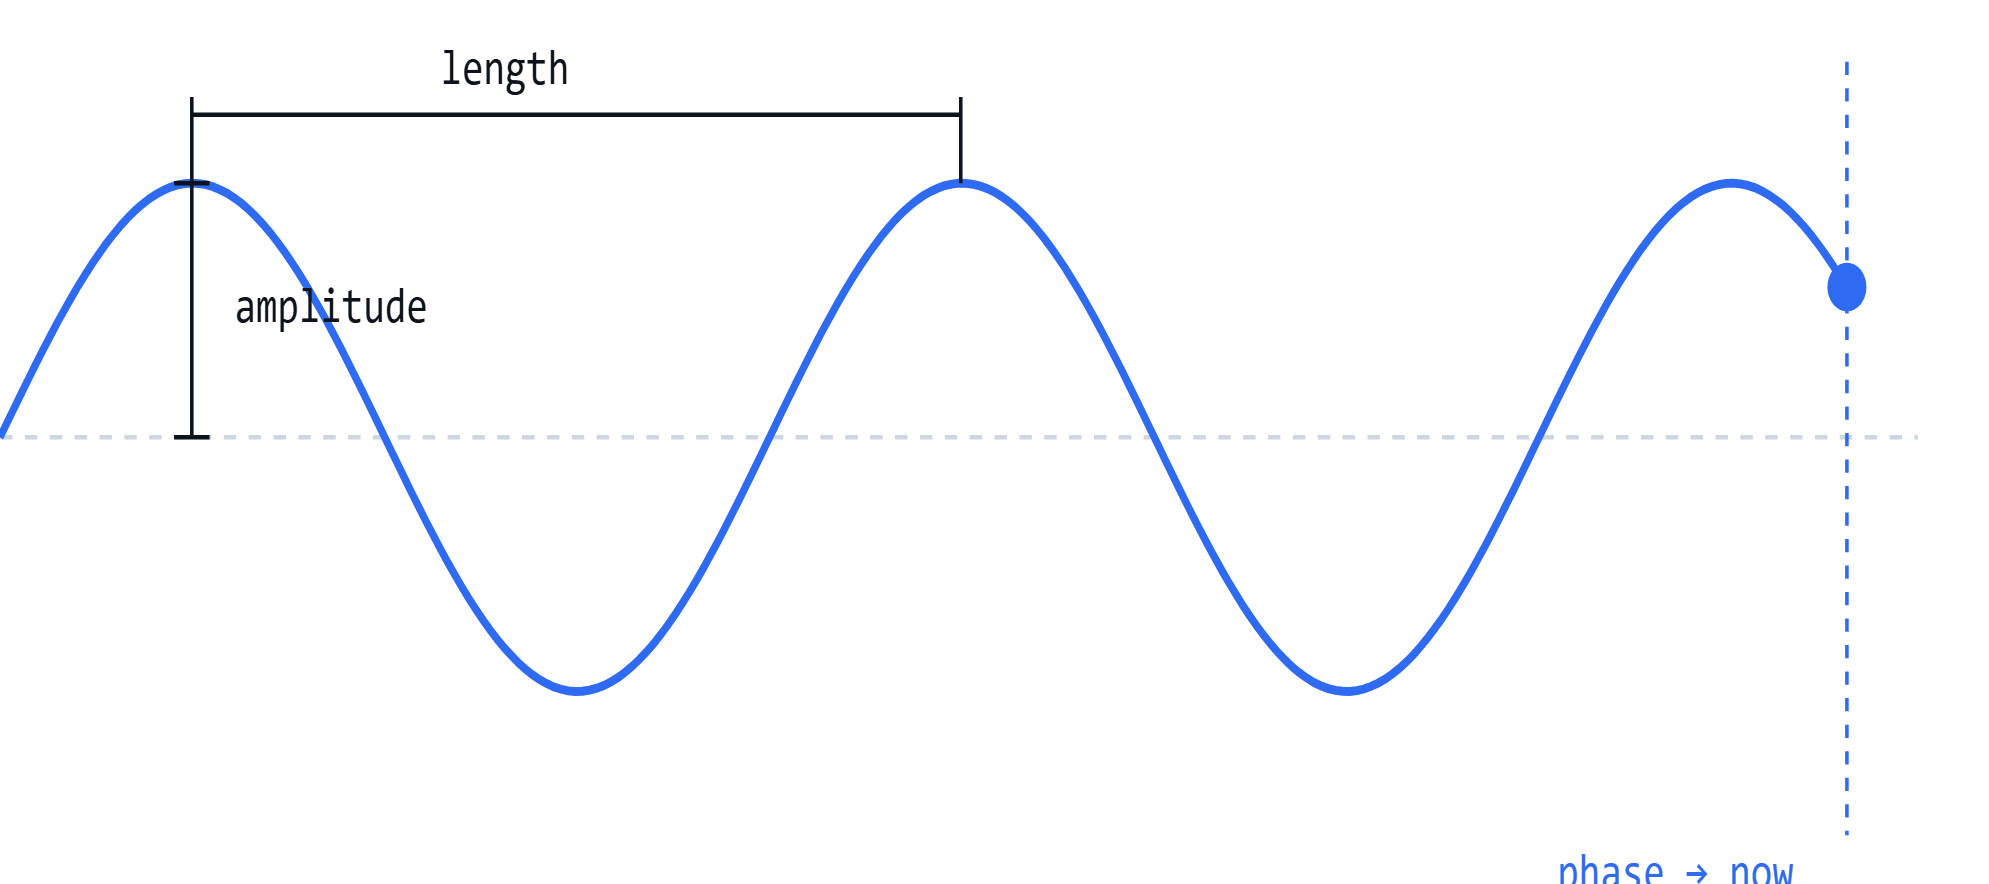 length
amplitude
phase → now